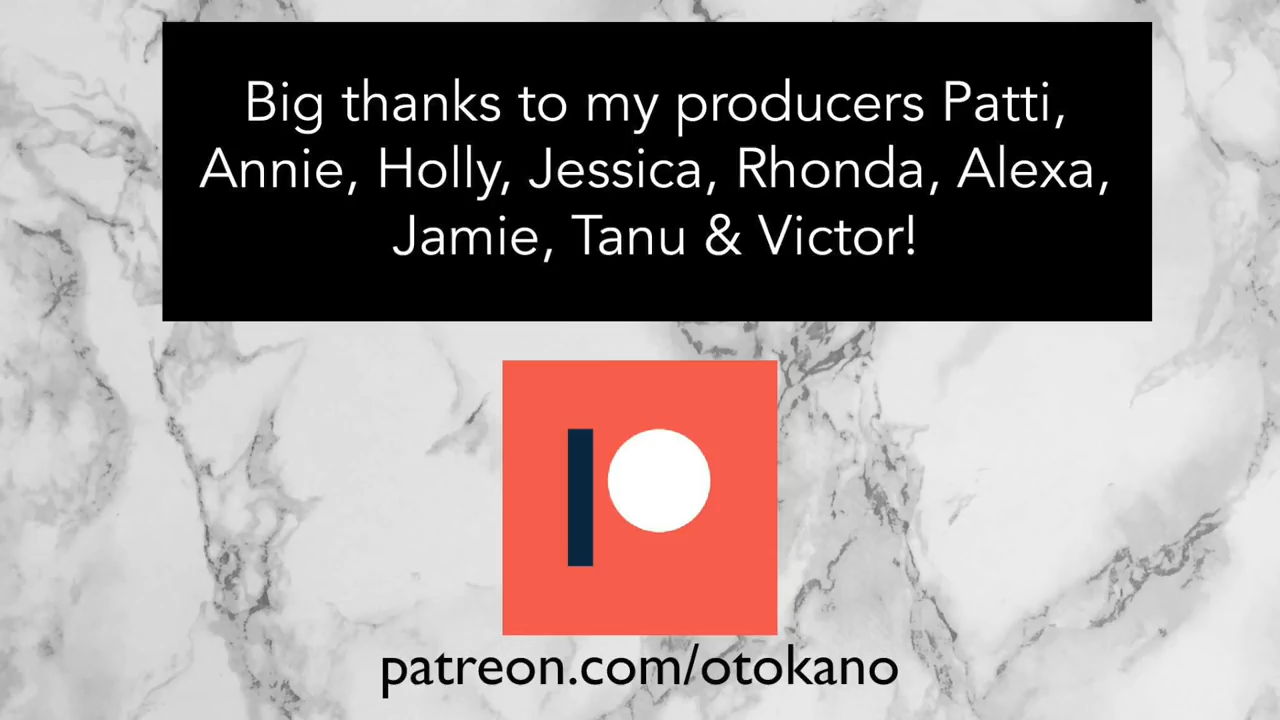 Big thanks to my producers Patti,
Annie, Holly, Jessica, Rhonda, Alexa,
Jamie, Tanu & Victor!
patreon.com/otokano